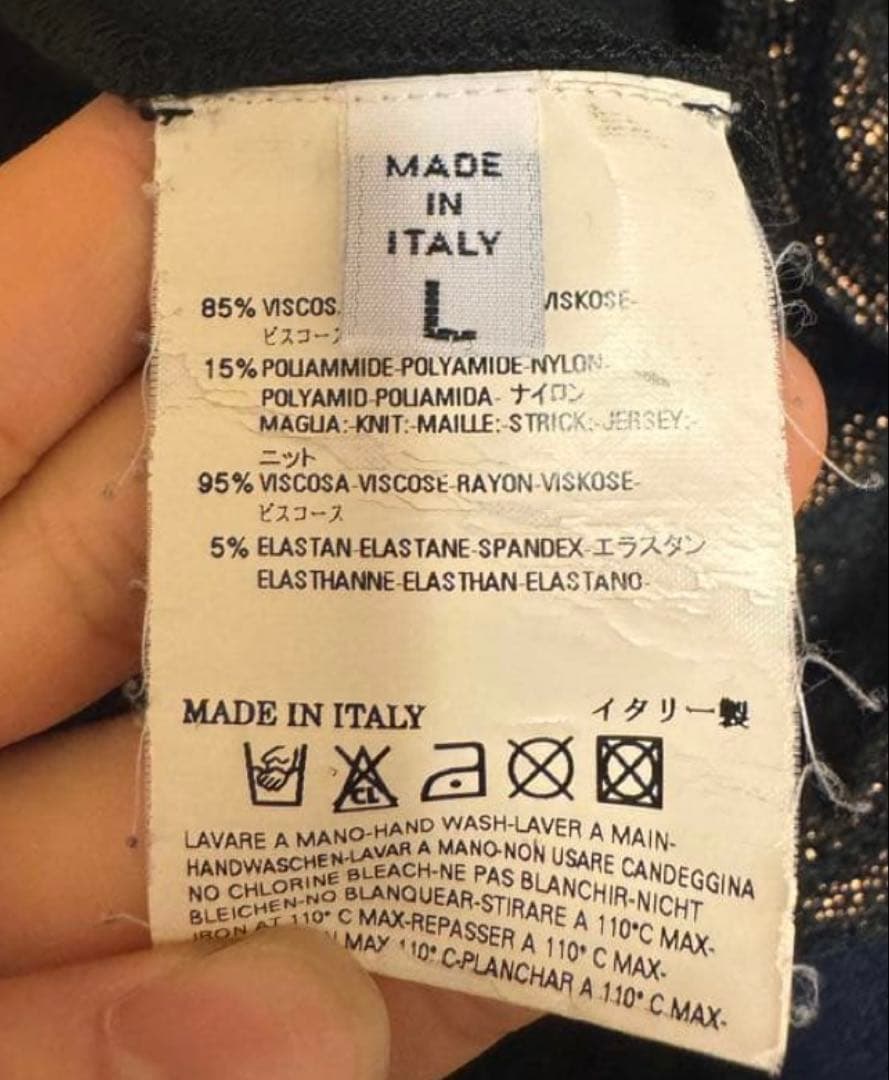 MADE
IN
ITALY
L
85% VISCOS VISKOSE-
ビスコー
15% POLIAMMIDE-POLYAMIDE-NYLON-
POLYAMID-POLIAMIDA- ナイロン
MAGLIA:-KNIT:-MAILLE:-STRICK:-JERSEY:-
ニット
95% VISCOSA-VISCOSE-RAYON-VISKOSE-
ビスコース
5% ELASTAN-ELASTANE-SPANDEX-エラスタン
ELASTHANNE-ELASTHAN-ELASTANO-
MADE IN ITALY イタリー製
CL
LAVARE A MANO-HAND WASH-LAVER A MAIN-
HANDWASCHEN-LAVAR A MANO-NON USARE CANDEGGINA
NO CHLORINE BLEACH-NE PAS BLANCHIR-NICHT
BLEICHEN-NO BLANQUEAR-STIRARE A 110°C MAX-
IRON AT 110° C MAX-REPASSER A 110° C MAX-
MAX 110° C-PLANCHAR A 110° C MAX-